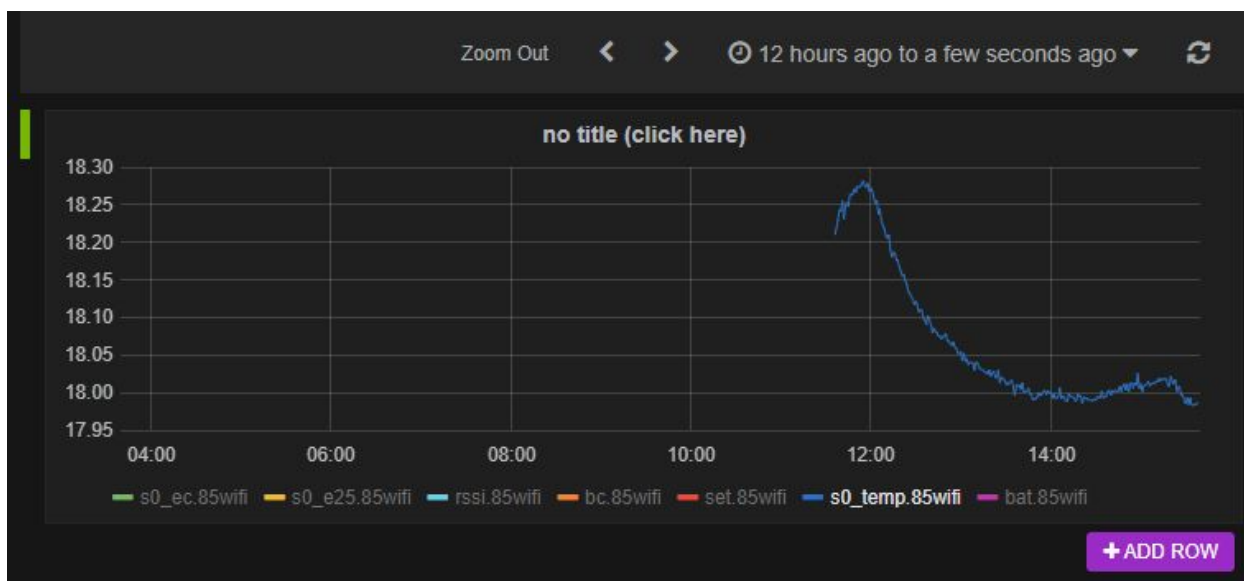 Zoom Out 12 hours ago to a few seconds ago
no title (click here)
18.30
18.25
18.20
18.15
18.10
18.05
18.00
17.95
04:00 06:00 08:00 10:00 12:00 14:00
s0_ec.85wifi s0_e25.85wifi rssi.85wifi bc.85wifi set.85wifi s0_temp.85wifi bat.85wifi
+ ADD ROW